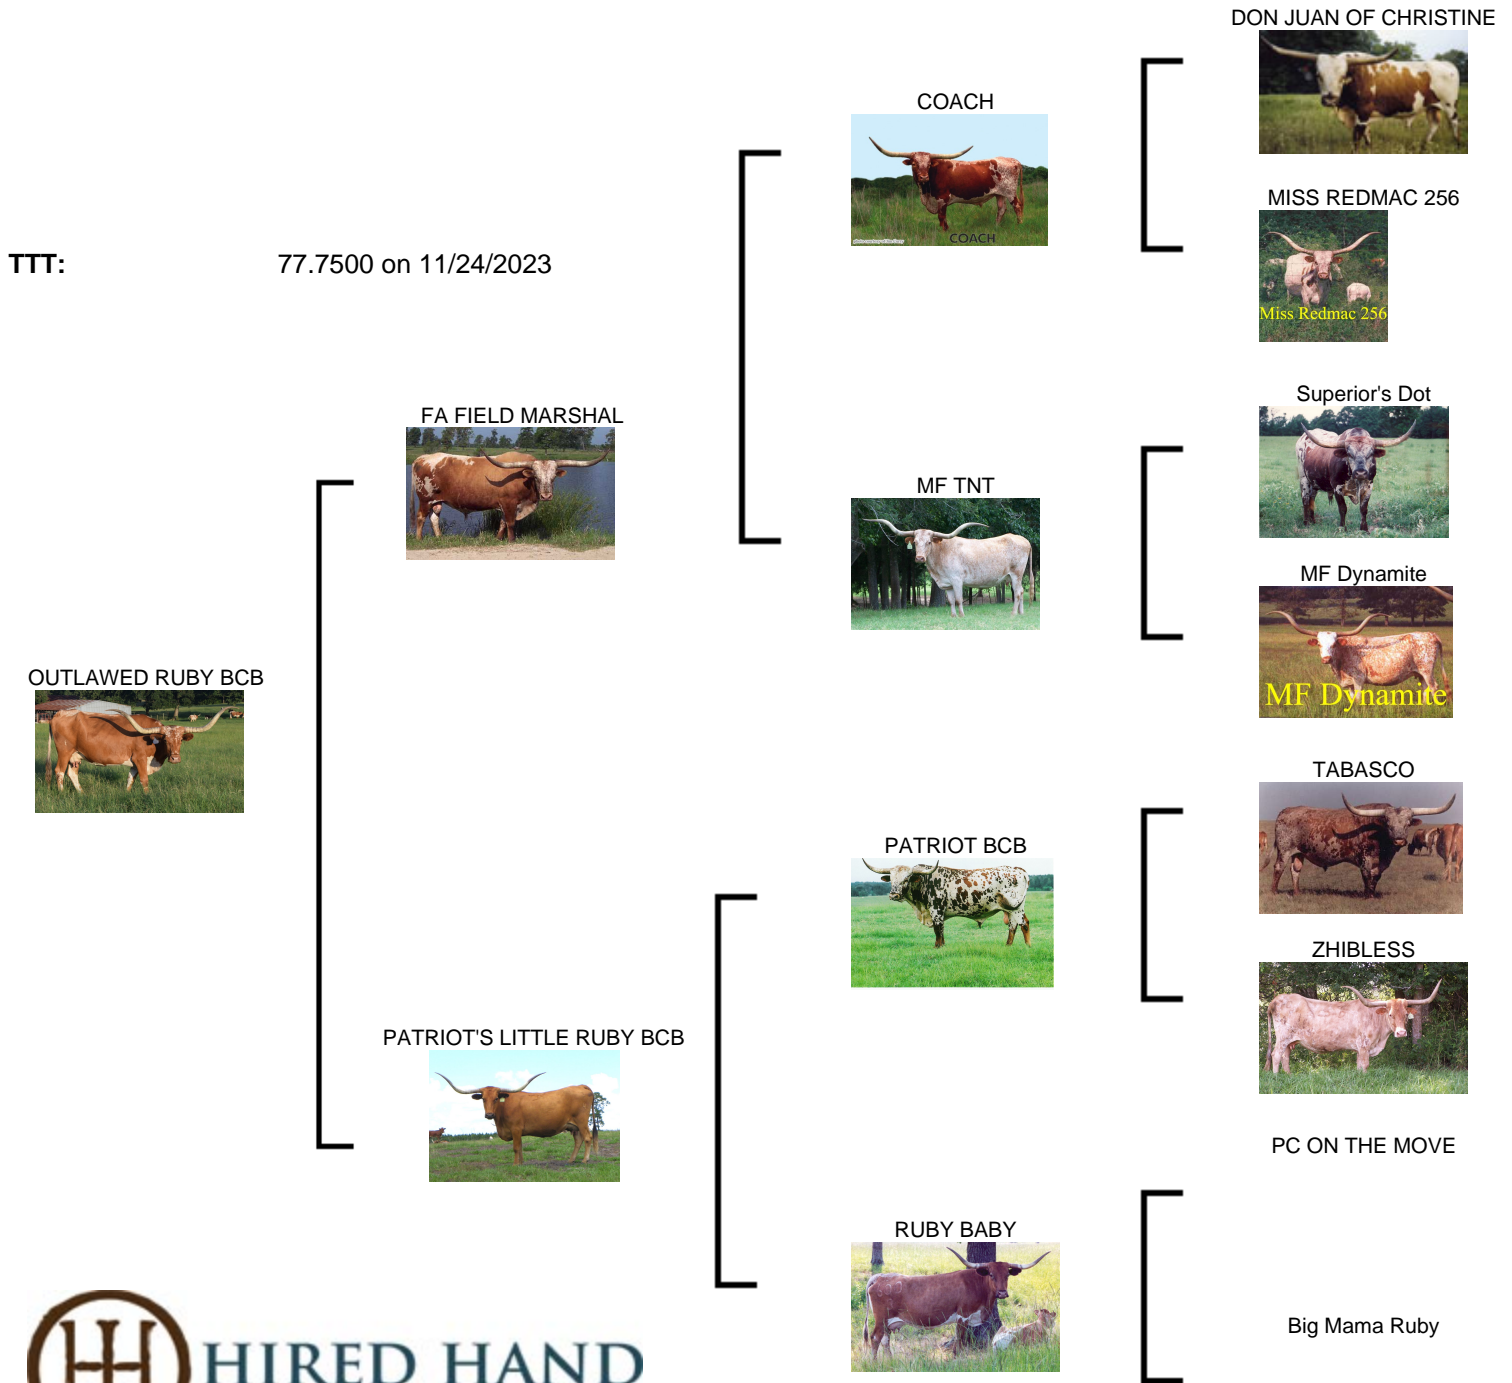 DON JUAN OF CHRISTINE
COACH
COACH
MISS REDMAC 256
Miss Redmac 256
TTT: 77.7500 on 11/24/2023
Superior's Dot
FA FIELD MARSHAL
MF TNT
MF Dynamite
MF Dynamite
OUTLAWED RUBY BCB
TABASCO
PATRIOT BCB
ZHIBLESS
PATRIOT'S LITTLE RUBY BCB
PC ON THE MOVE
RUBY BABY
Big Mama Ruby
HIRED HAND